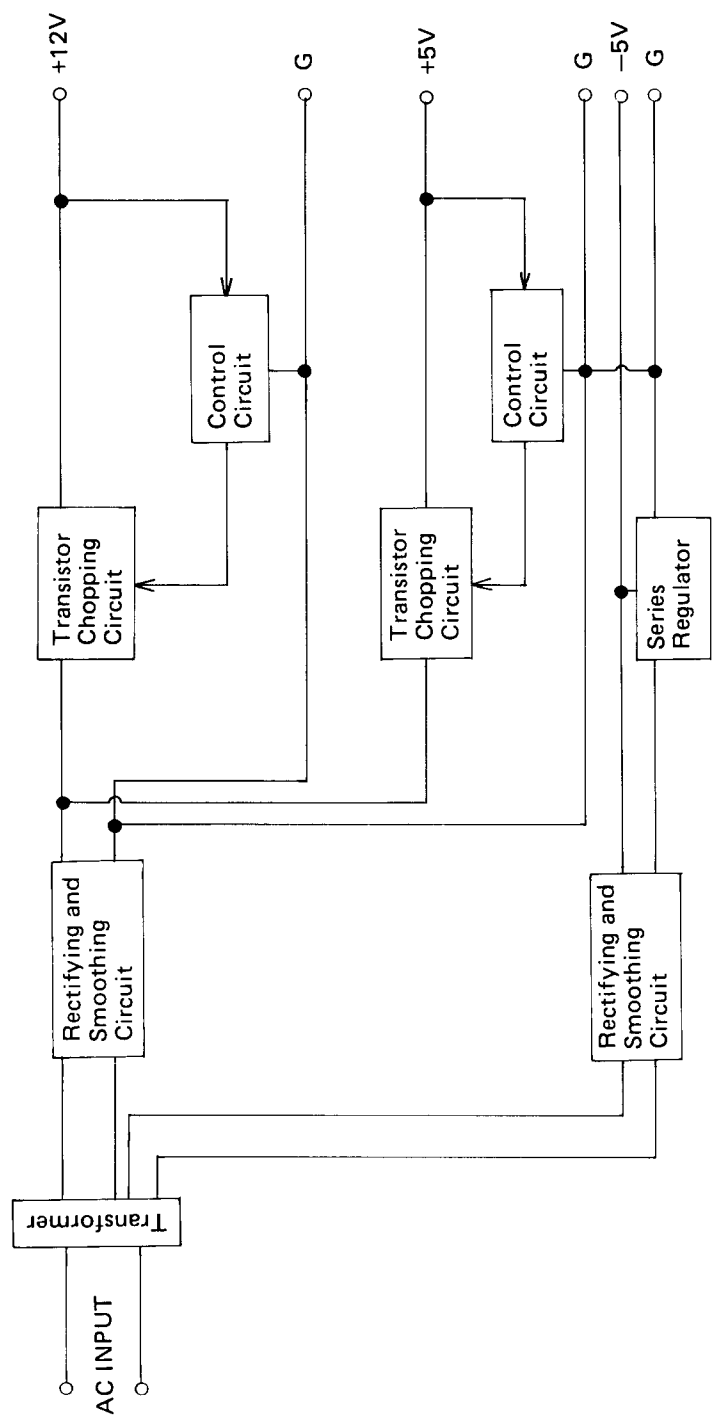 AC INPUT
Transformer
Rectifying and
Smoothing
Circuit
Transistor
Chopping
Circuit
Control
Circuit
+12V
G
Transistor
Chopping
Circuit
Control
Circuit
+5V
G
Rectifying and
Smoothing
Circuit
Series
Regulator
−5V
G